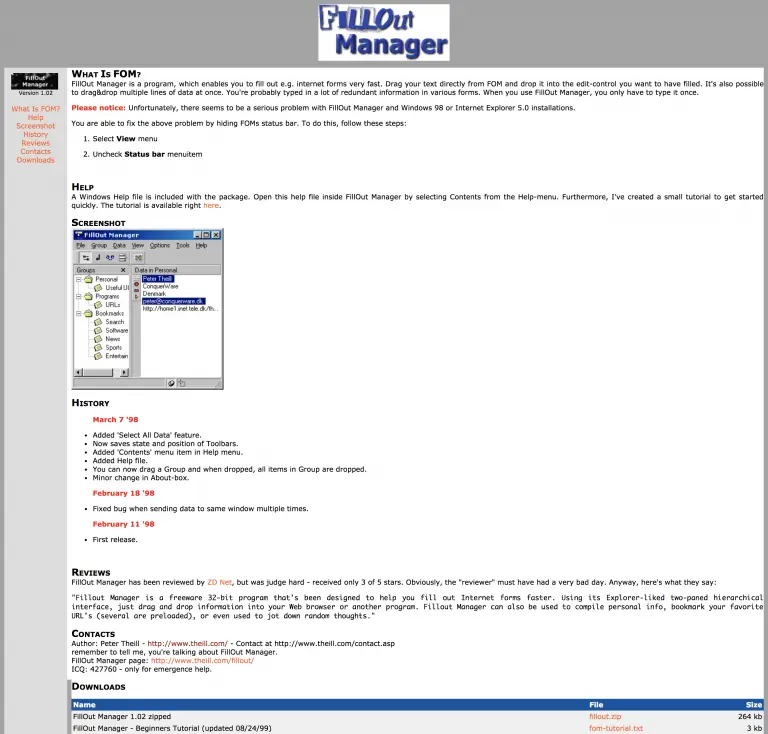 FILLOut
Manager
FillOut
Manager
Version 1.02
What Is FOM?
Help
Screenshot
History
Reviews
Contacts
Downloads
What Is FOM?
FillOut Manager is a program, which enables you to fill out e.g. internet forms very fast. Drag your text directly from FOM and drop it into the edit-control you want to have filled. It's also possible
to drag&drop multiple lines of data at once. You're probably typed in a lot of redundant information in various forms. When you use FillOut Manager, you only have to type it once.
Please notice: Unfortunately, there seems to be a serious problem with FillOut Manager and Windows 98 or Internet Explorer 5.0 installations.
You are able to fix the above problem by hiding FOMs status bar. To do this, follow these steps:
1. Select View menu
2. Uncheck Status bar menuitem
Help
A Windows Help file is included with the package. Open this help file inside FillOut Manager by selecting Contents from the Help-menu. Furthermore, I've created a small tutorial to get started
quickly. The tutorial is available right here.
Screenshot
FillOut Manager
File Group Data View Options Tools Help
Groups
Data in Personal
Personal
Useful UI
Programs
URLs
Bookmarks
Search
Software
News
Sports
Entertain
Peter Theill
ConquerWare
Denmark
peter@conquerware.dk
http://home1.inet.tele.dk/th...
History
March 7 '98
• Added 'Select All Data' feature.
• Now saves state and position of Toolbars.
• Added 'Contents' menu item in Help menu.
• Added Help file.
• You can now drag a Group and when dropped, all items in Group are dropped.
• Minor change in About-box.
February 18 '98
• Fixed bug when sending data to same window multiple times.
February 11 '98
• First release.
Reviews
FillOut Manager has been reviewed by ZD Net, but was judge hard - received only 3 of 5 stars. Obviously, the "reviewer" must have had a very bad day. Anyway, here's what they say:
"Fillout Manager is a freeware 32-bit program that's been designed to help you fill out Internet forms faster. Using its Explorer-liked two-paned hierarchical
interface, just drag and drop information into your Web browser or another program. Fillout Manager can also be used to compile personal info, bookmark your favorite
URL's (several are preloaded), or even used to jot down random thoughts."
Contacts
Author: Peter Theill - http://www.theill.com/ - Contact at http://www.theill.com/contact.asp
remember to tell me, you're talking about FillOut Manager.
FillOut Manager page: http://www.theill.com/fillout/
ICQ: 427760 - only for emergence help.
Downloads
Name File Size
FillOut Manager 1.02 zipped fillout.zip 264 kb
FillOut Manager - Beginners Tutorial (updated 08/24/99) fom-tutorial.txt 3 kb